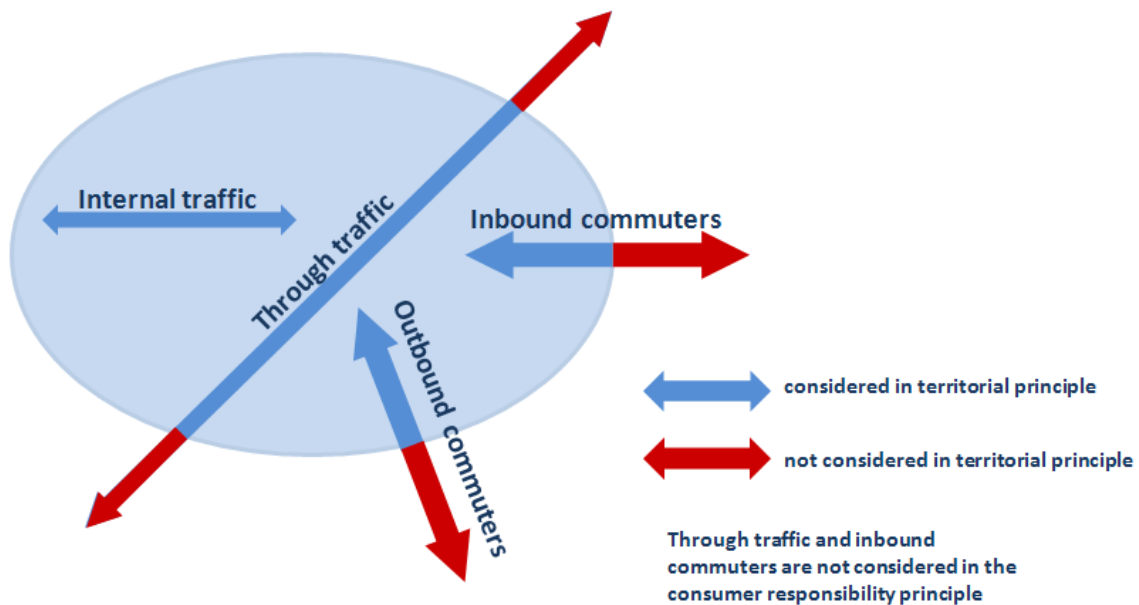 Internal traffic
Through traffic
Inbound commuters
Outbound commuters
considered in territorial principle
not considered in territorial principle
Through traffic and inbound
commuters are not considered in the
consumer responsibility principle